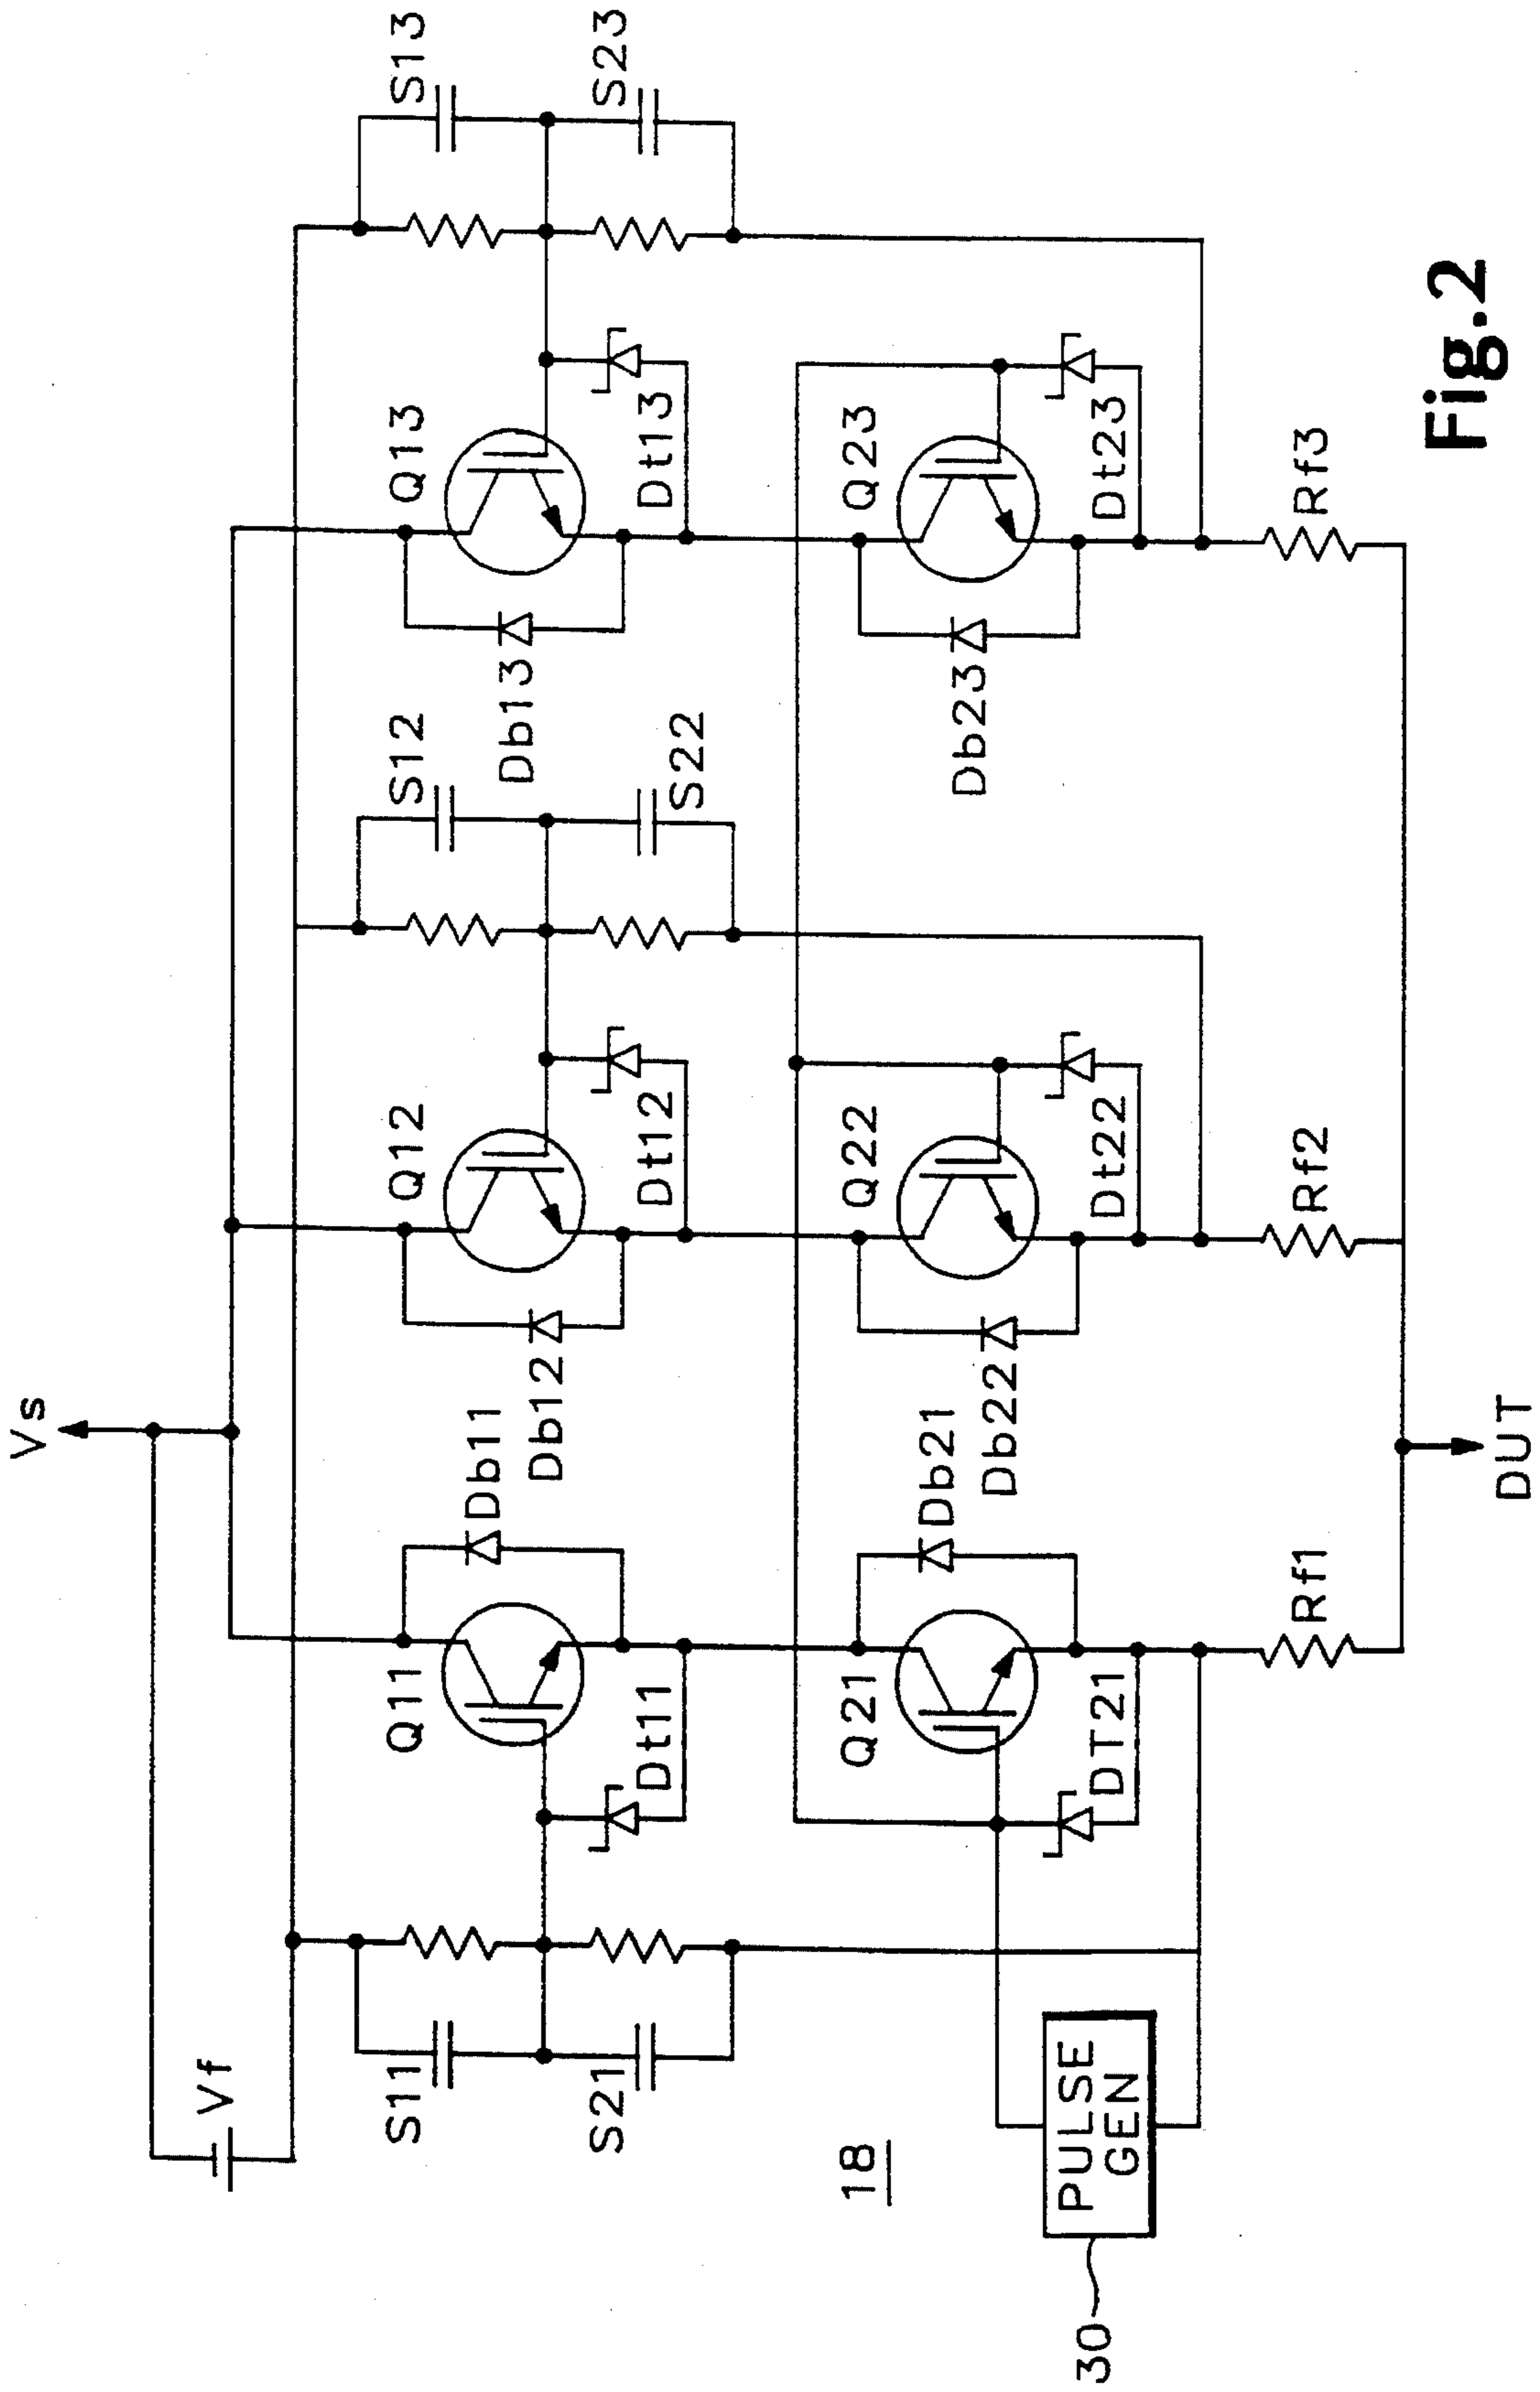 Vs
Vf
S11
S21
Q11
Dt11
Db11
Db12
Q12
Dt12
S12
S22
Db13
Q13
Dt13
S13
S23
18
PULSE
GEN
30
Q21
DT21
Db21
Db22
Q22
Dt22
Db23
Q23
Dt23
Rf1
Rf2
Rf3
DUT
Fig.2